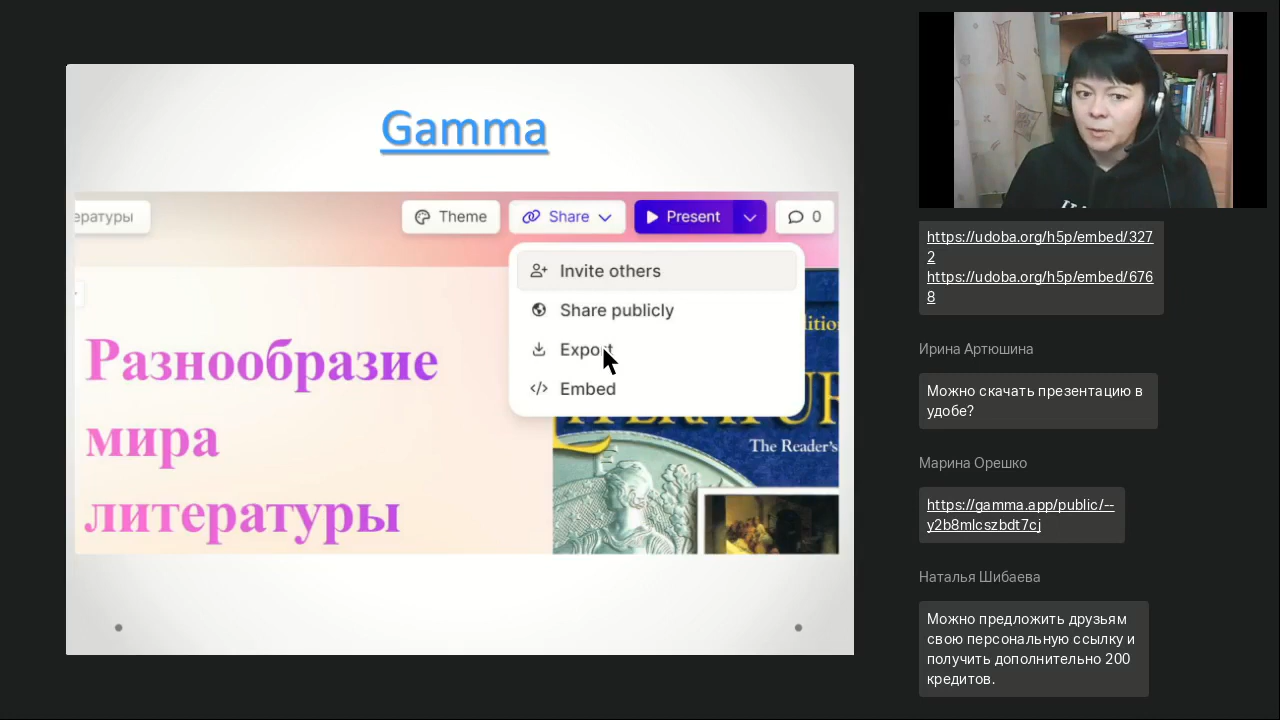 Gamma
ературы
Theme
Share
Present
0
Invite others
Share publicly
Export
Embed
Разнообразие
мира
литературы
The Reader's
https://udoba.org/h5p/embed/327
2
https://udoba.org/h5p/embed/676
8
Ирина Артюшина
Можно скачать презентацию в
удобе?
Марина Орешко
https://gamma.app/public/--
y2b8mlcszbdt7cj
Наталья Шибаева
Можно предложить друзьям
свою персональную ссылку и
получить дополнительно 200
кредитов.